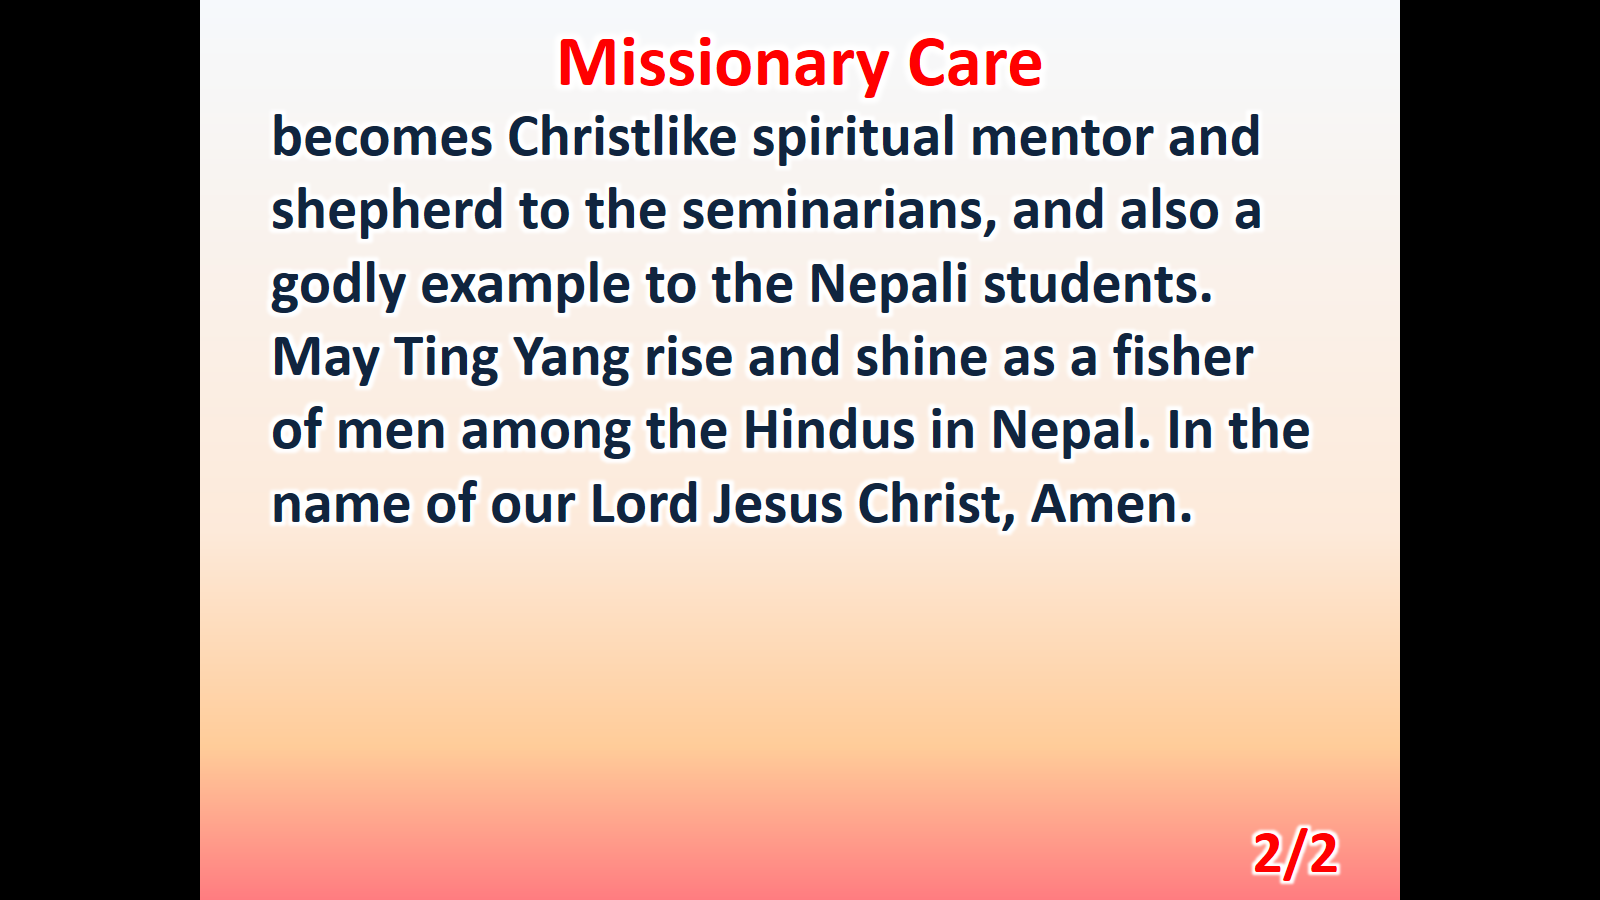 Missionary Care
becomes Christlike spiritual mentor and
shepherd to the seminarians, and also a
godly example to the Nepali students.
May Ting Yang rise and shine as a fisher
of men among the Hindus in Nepal. In the
name of our Lord Jesus Christ, Amen.
2/2